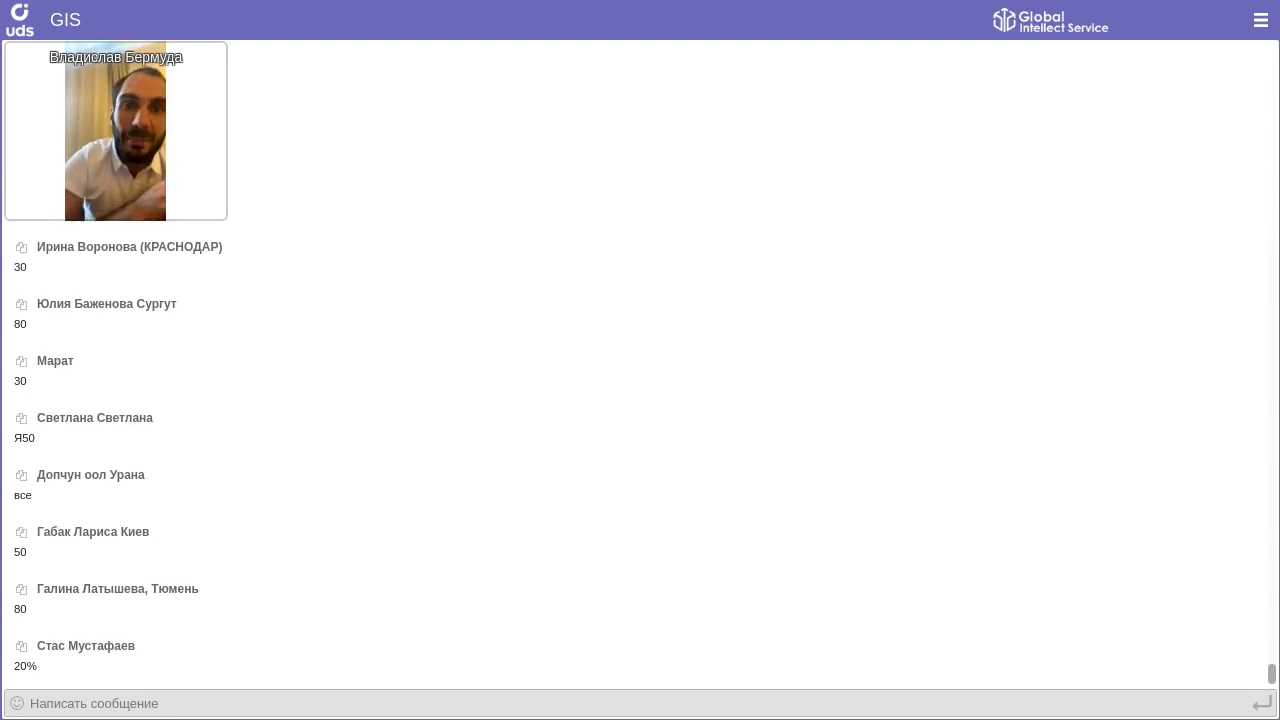 uds
GIS
Global
Intellect Service
Владислав Бермуда
Ирина Воронова (КРАСНОДАР)
30
Юлия Баженова Сургут
80
Марат
30
Светлана Светлана
Я50
Допчун оол Урана
все
Габак Лариса Киев
50
Галина Латышева, Тюмень
80
Стас Мустафаев
20%
Написать сообщение